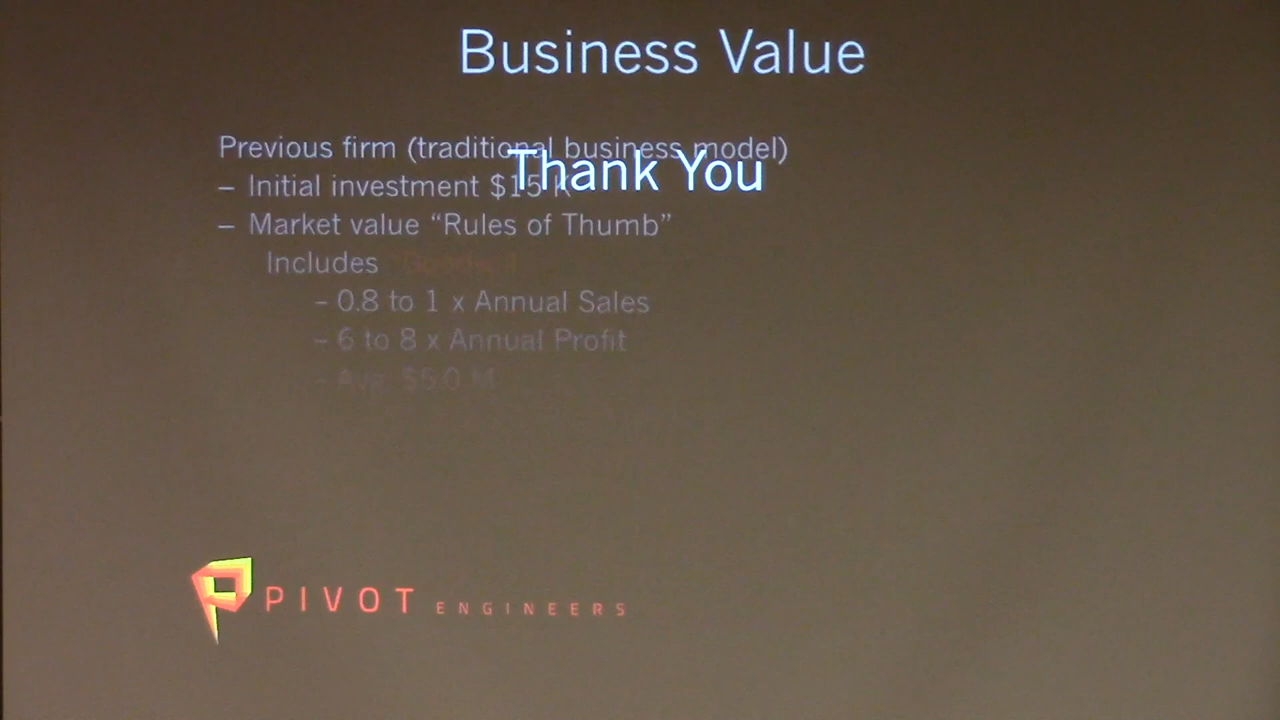 Business Value
Previous firm (traditional business model)
Thank You
– Initial investment $15 K
– Market value “Rules of Thumb”
Includes
– 0.8 to 1 x Annual Sales
– 6 to 8 x Annual Profit
– Avg. $5.0 M
PIVOT ENGINEERS